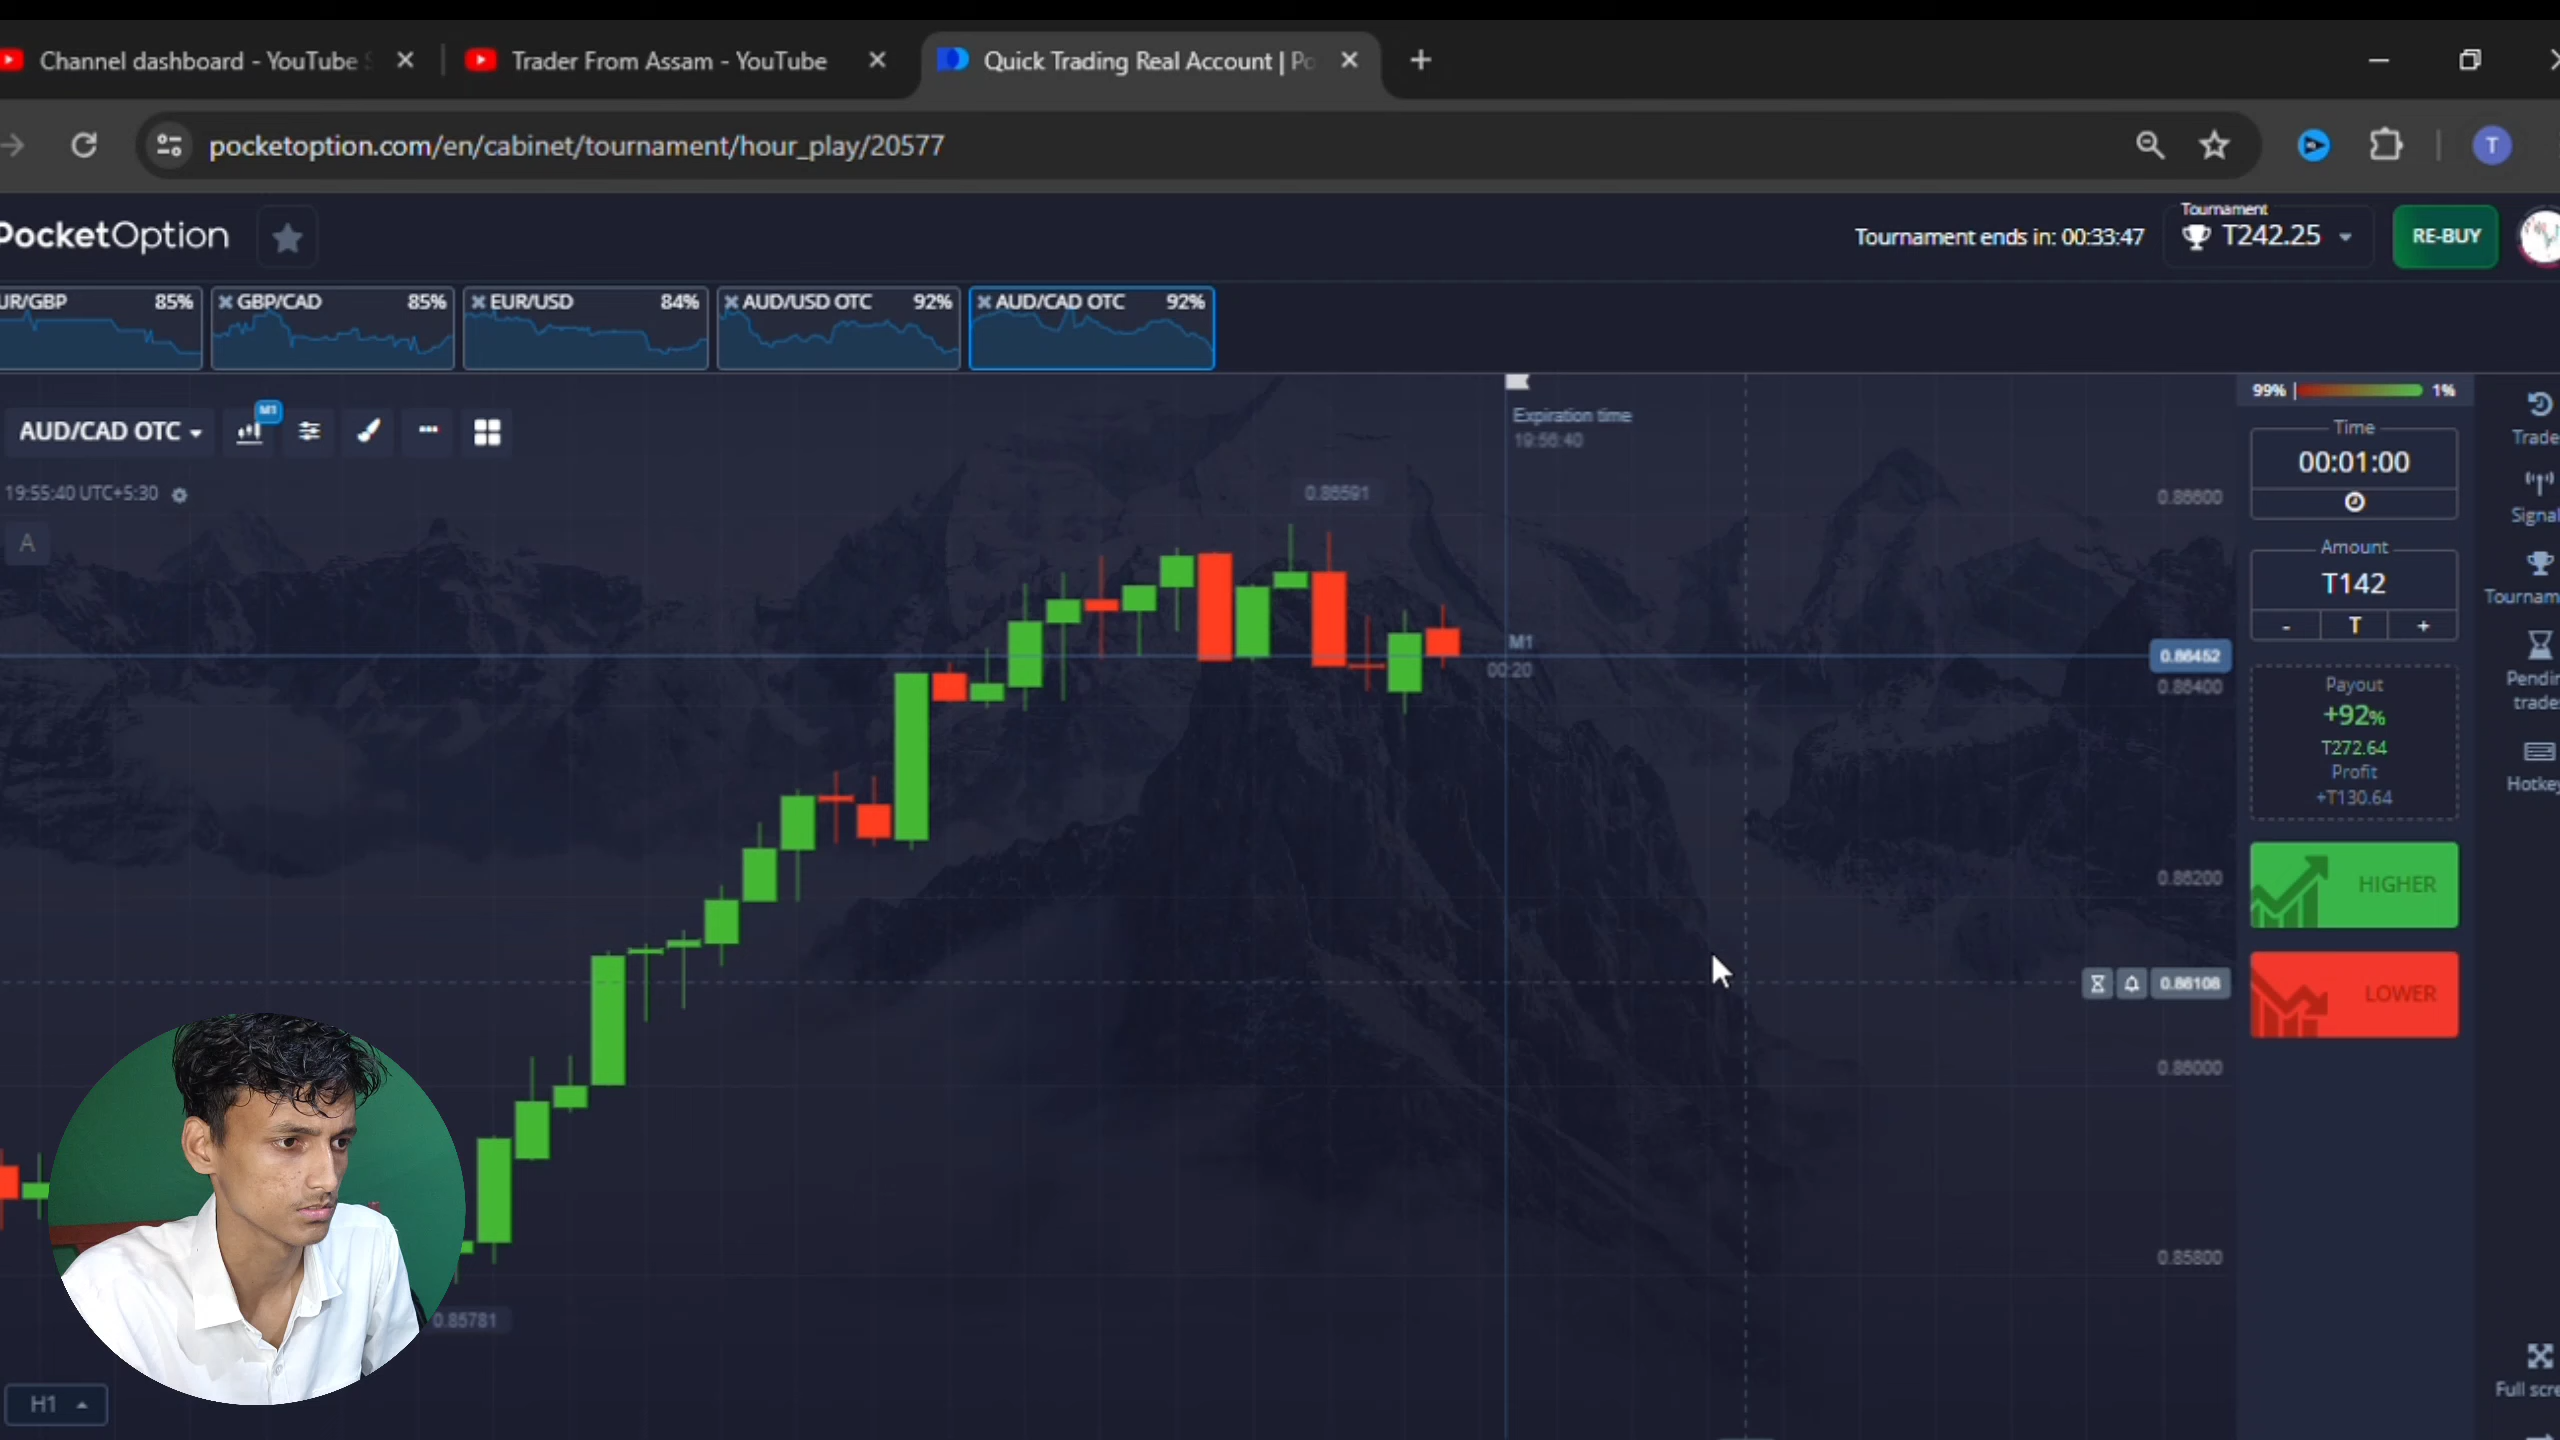 Channel dashboard - YouTube
Trader From Assam - YouTube
Quick Trading Real Account | Po
pocketoption.com/en/cabinet/tournament/hour_play/20577
T
PocketOption
Tournament ends in: 00:33:47
Tournament
T242.25
RE-BUY
UR/GBP 85%
GBP/CAD 85%
EUR/USD 84%
AUD/USD OTC 92%
AUD/CAD OTC 92%
AUD/CAD OTC
M1
19:55:40 UTC+5:30
A
Expiration time
19:56:40
0.86591
M1
00:20
0.86600
0.86452
0.86400
0.86200
0.86108
0.86000
0.85800
0.85781
H1
99% 1%
Time
00:01:00
Amount
T142
- T +
Payout
+92%
T272.64
Profit
+T130.64
HIGHER
LOWER
Trade
Signal
Tournam
Pendin
trade
Hotkey
Full scre